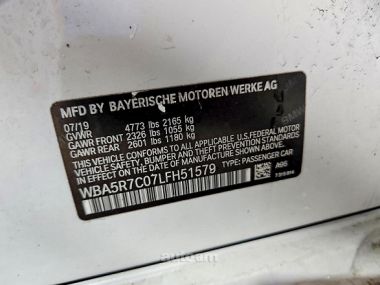 MFD BY BAYERISCHE MOTOREN WERKE AG
07/19
GVWR 4773 lbs 2165 kg
GAWR FRONT 2326 lbs 1055 kg
GAWR REAR 2601 lbs 1180 kg
THIS VEHICLE CONFORMS TO ALL APPLICABLE U.S. FEDERAL MOTOR
VEHICLE SAFETY, BUMPER, AND THEFT PREVENTION STANDARDS IN
EFFECT ON THE DATE OF MANUFACTURE SHOWN ABOVE.
WBA5R7C07LFH51579
TYPE: PASSENGER CAR
A96